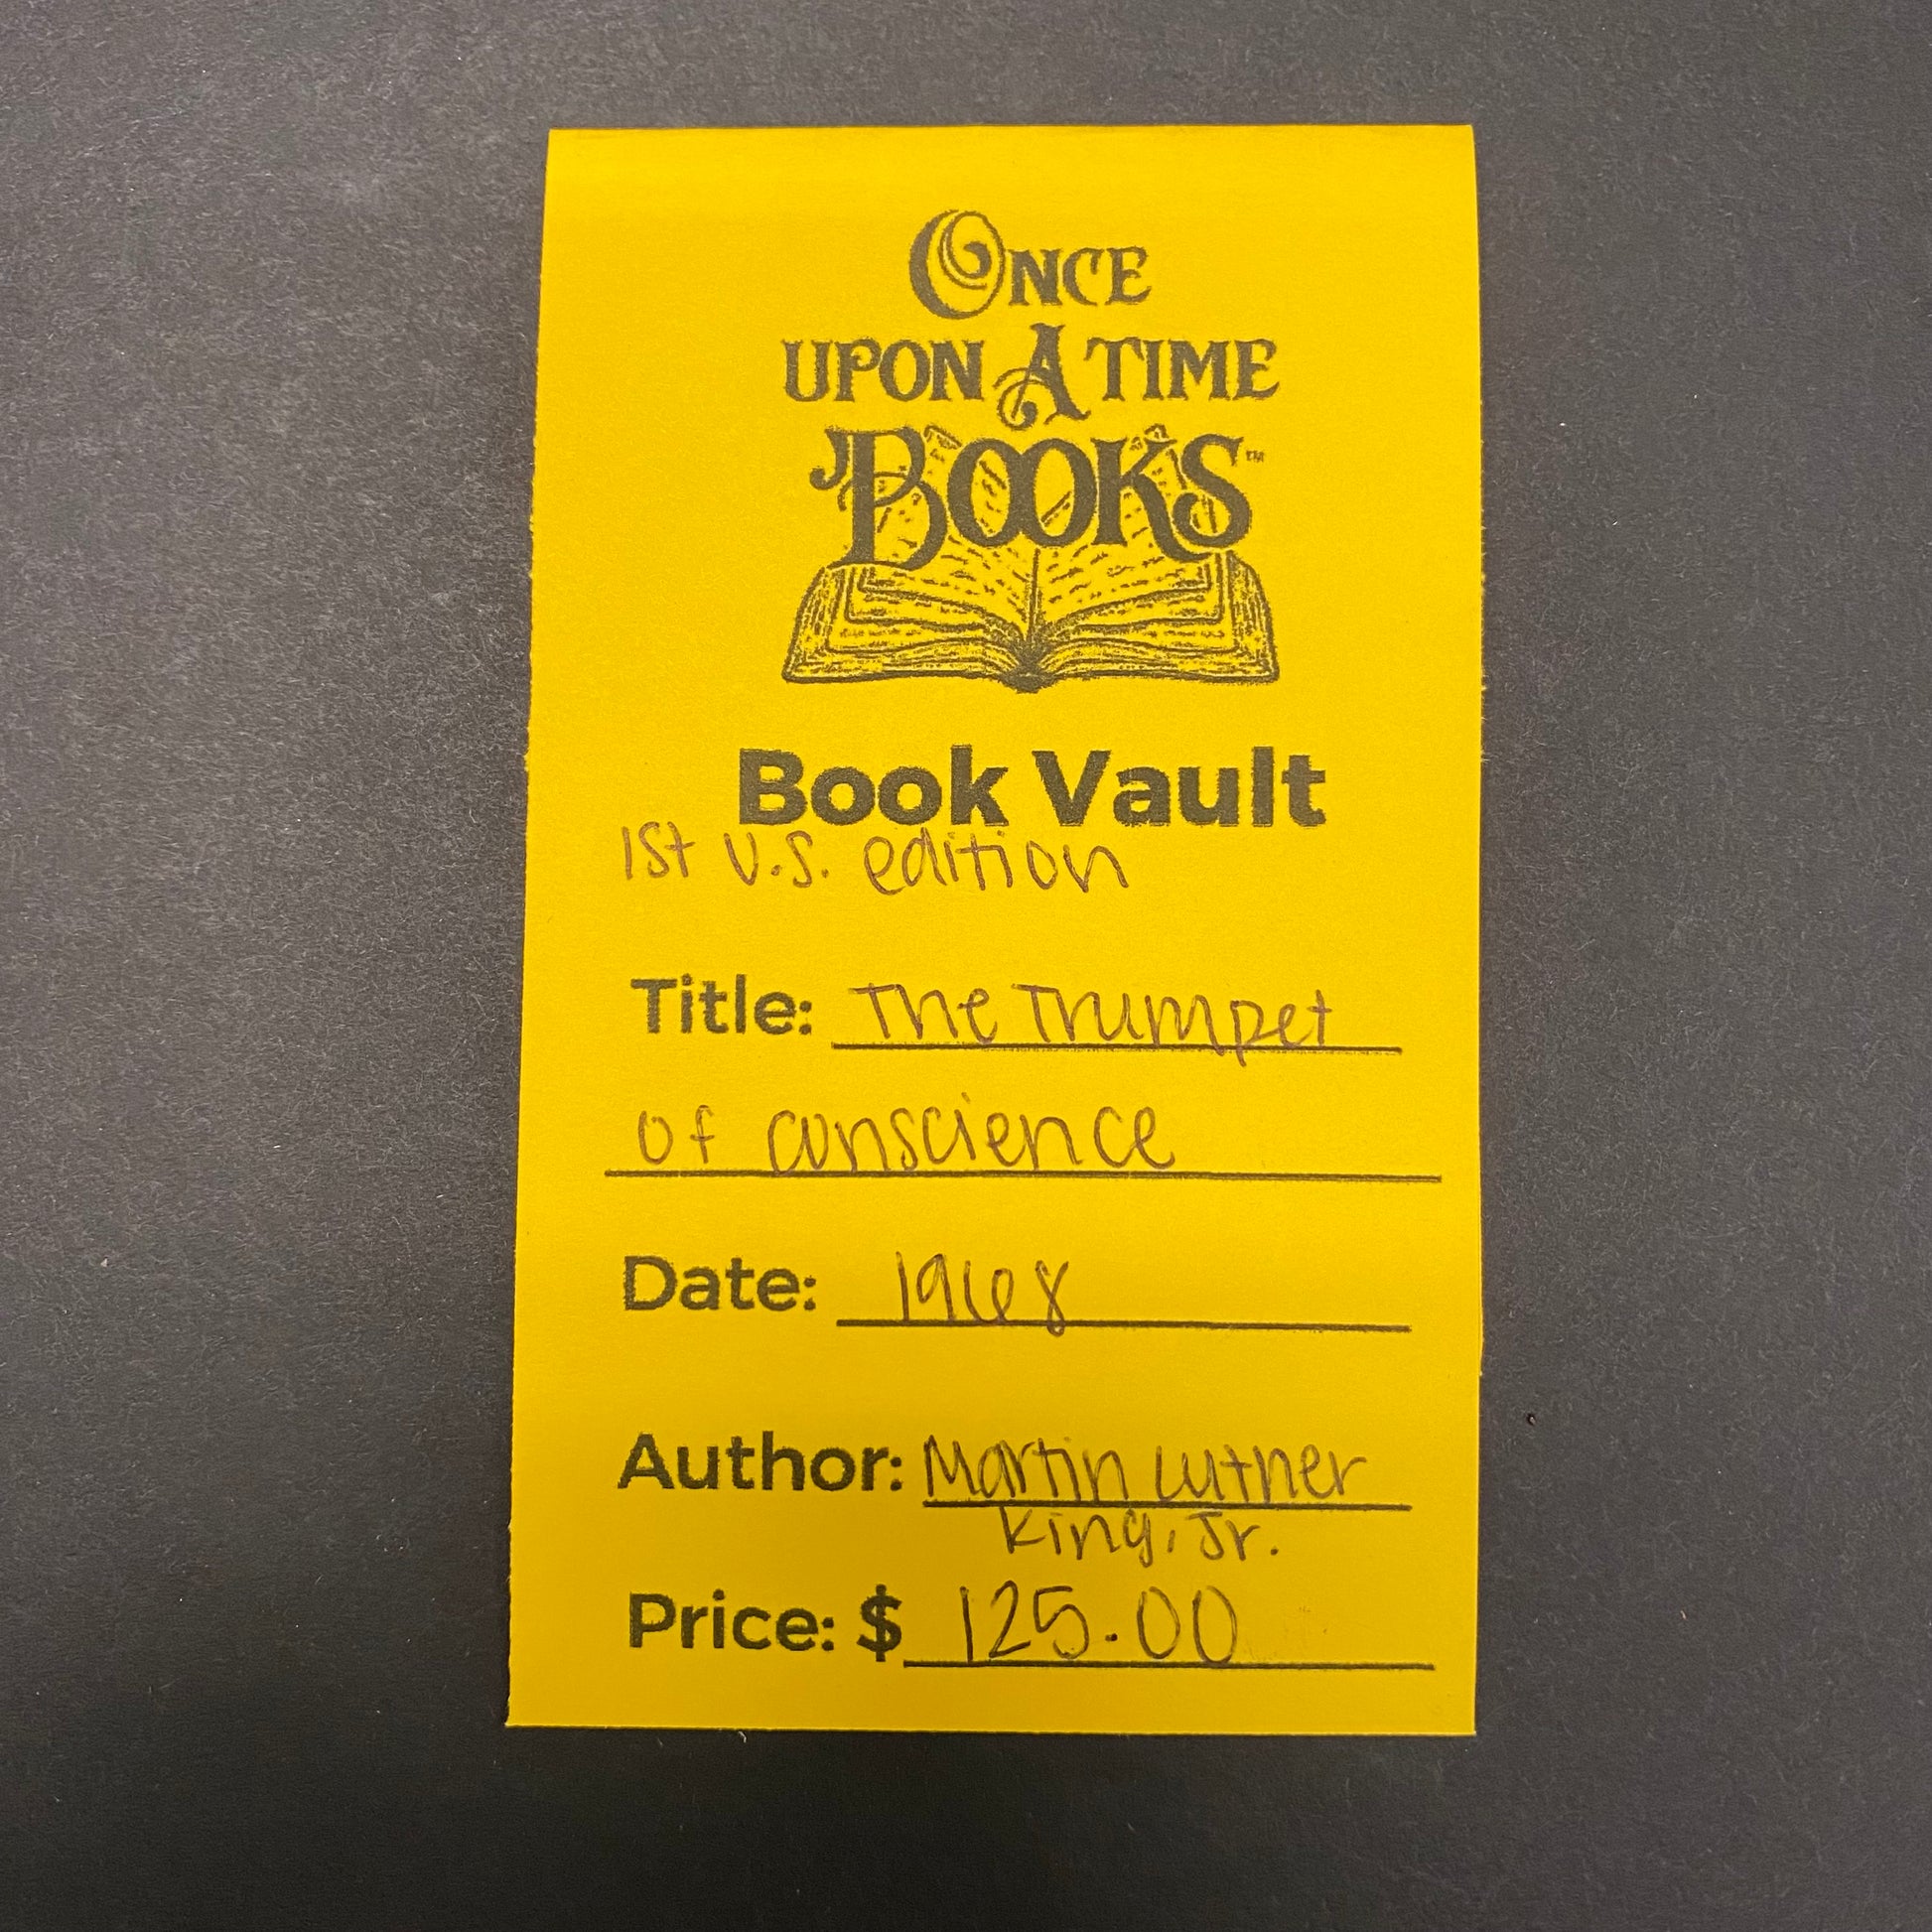 ONCE
UPON A TIME
BOOKS™
Book Vault
1st U.S. edition
Title: The Trumpet
of conscience
Date: 1968
Author: Martin Luther
King, Jr.
Price: $ 125.00